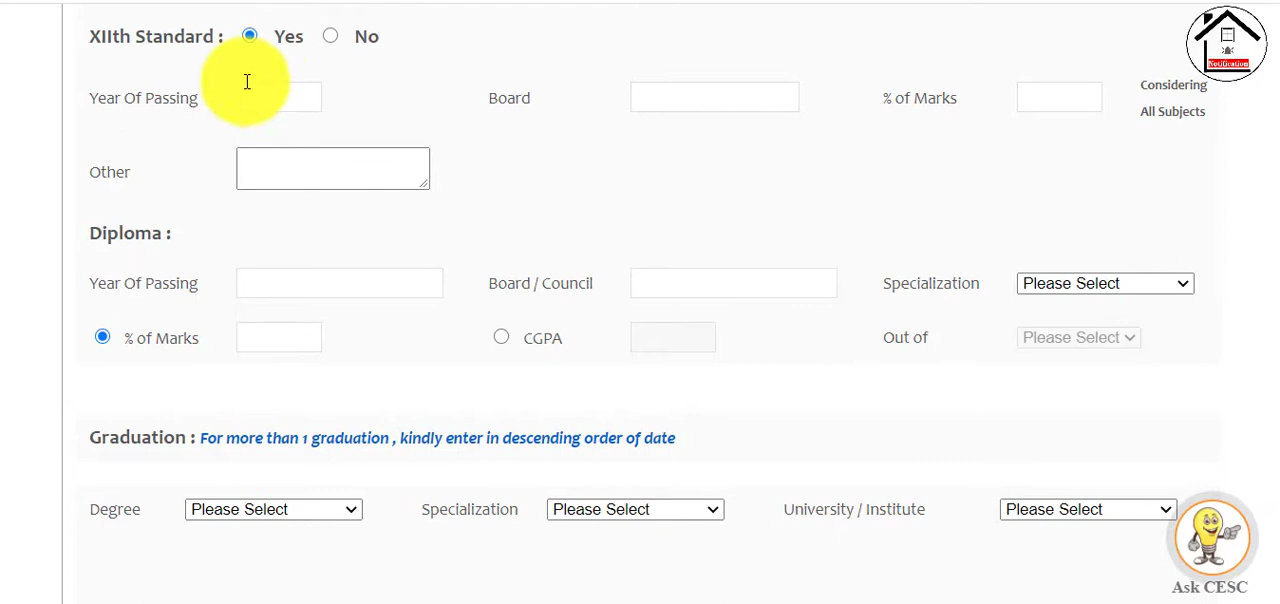 XIIth Standard : Yes No
Notification
Year Of Passing Board % of Marks Considering All Subjects
Other
Diploma :
Year Of Passing Board / Council Specialization Please Select
% of Marks CGPA Out of Please Select
Graduation : For more than 1 graduation , kindly enter in descending order of date
Degree Please Select Specialization Please Select University / Institute Please Select
Ask CESC